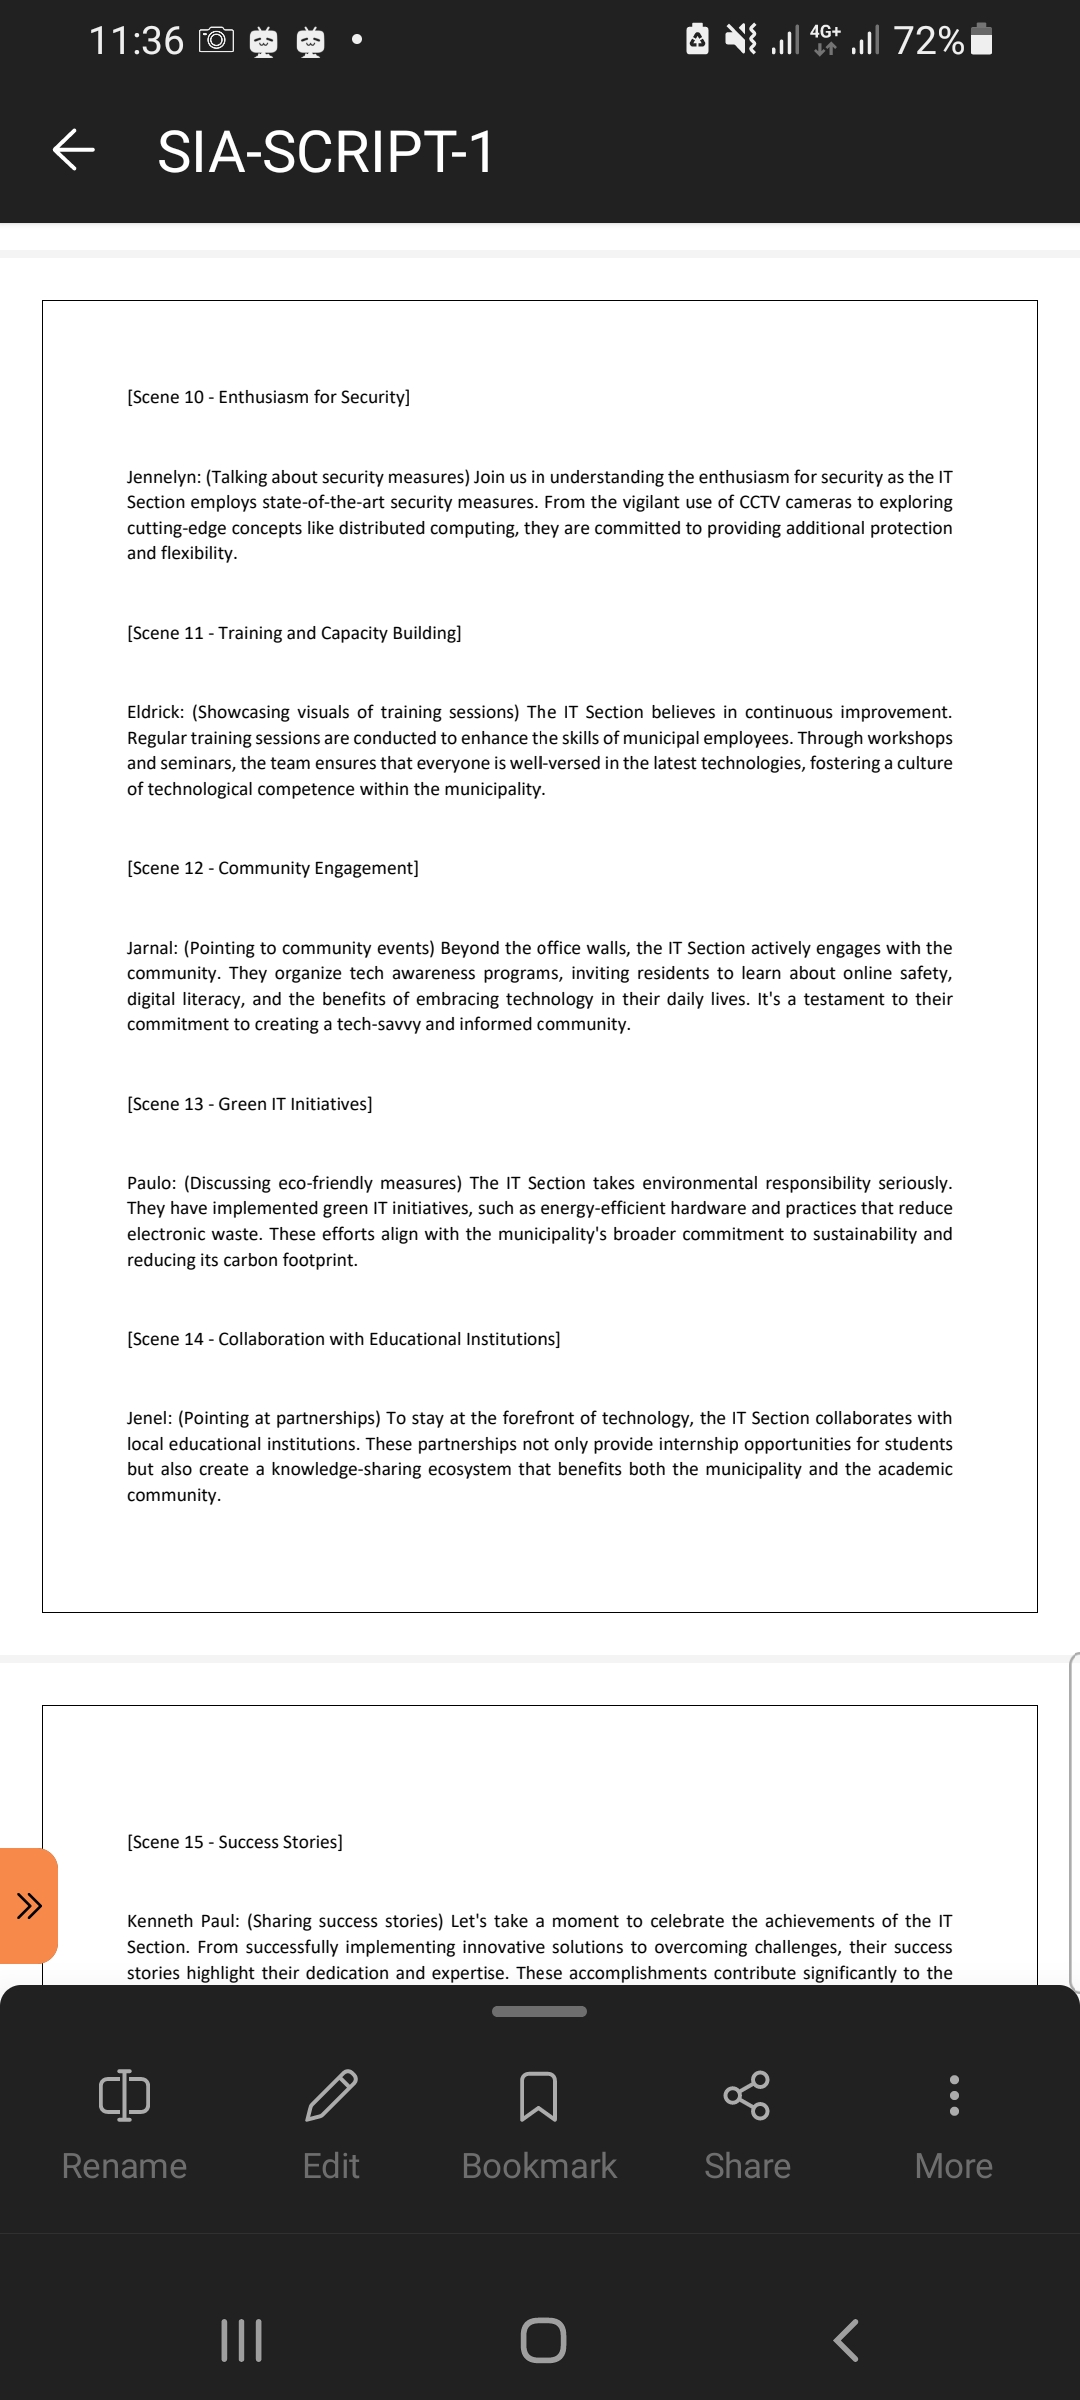 11:36 4G+ 72%
SIA-SCRIPT-1
[Scene 10 - Enthusiasm for Security]
Jennelyn: (Talking about security measures) Join us in understanding the enthusiasm for security as the IT
Section employs state-of-the-art security measures. From the vigilant use of CCTV cameras to exploring
cutting-edge concepts like distributed computing, they are committed to providing additional protection
and flexibility.
[Scene 11 - Training and Capacity Building]
Eldrick: (Showcasing visuals of training sessions) The IT Section believes in continuous improvement.
Regular training sessions are conducted to enhance the skills of municipal employees. Through workshops
and seminars, the team ensures that everyone is well-versed in the latest technologies, fostering a culture
of technological competence within the municipality.
[Scene 12 - Community Engagement]
Jarnal: (Pointing to community events) Beyond the office walls, the IT Section actively engages with the
community. They organize tech awareness programs, inviting residents to learn about online safety,
digital literacy, and the benefits of embracing technology in their daily lives. It's a testament to their
commitment to creating a tech-savvy and informed community.
[Scene 13 - Green IT Initiatives]
Paulo: (Discussing eco-friendly measures) The IT Section takes environmental responsibility seriously.
They have implemented green IT initiatives, such as energy-efficient hardware and practices that reduce
electronic waste. These efforts align with the municipality's broader commitment to sustainability and
reducing its carbon footprint.
[Scene 14 - Collaboration with Educational Institutions]
Jenel: (Pointing at partnerships) To stay at the forefront of technology, the IT Section collaborates with
local educational institutions. These partnerships not only provide internship opportunities for students
but also create a knowledge-sharing ecosystem that benefits both the municipality and the academic
community.
[Scene 15 - Success Stories]
Kenneth Paul: (Sharing success stories) Let's take a moment to celebrate the achievements of the IT
Section. From successfully implementing innovative solutions to overcoming challenges, their success
stories highlight their dedication and expertise. These accomplishments contribute significantly to the
Rename Edit Bookmark Share More